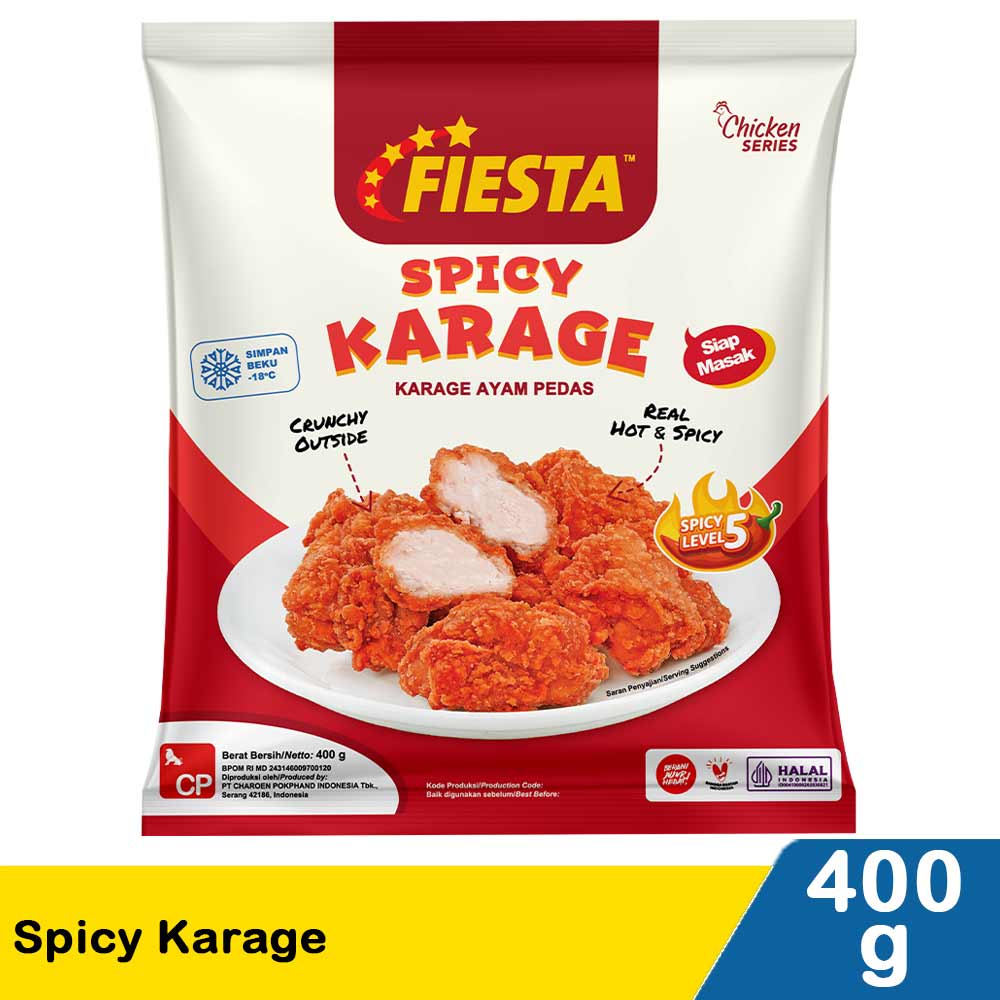 FIESTA™
Chicken
SERIES
SPICY
KARAGE
KARAGE AYAM PEDAS
SIMPAN
BEKU
-18°C
Siap
Masak
CRUNCHY
OUTSIDE
REAL
HOT & SPICY
SPICY
LEVEL 5
Saran Penyajian/Serving Suggestions
CP
Berat Bersih/Netto: 400 g
BPOM RI MD 243146009700120
Diproduksi oleh/Produced by:
PT CHAROEN POKPHAND INDONESIA Tbk.,
Serang 42186, Indonesia
Kode Produksi/Production Code:
Baik digunakan sebelum/Best Before:
HALAL
INDONESIA
Spicy Karage
400
g